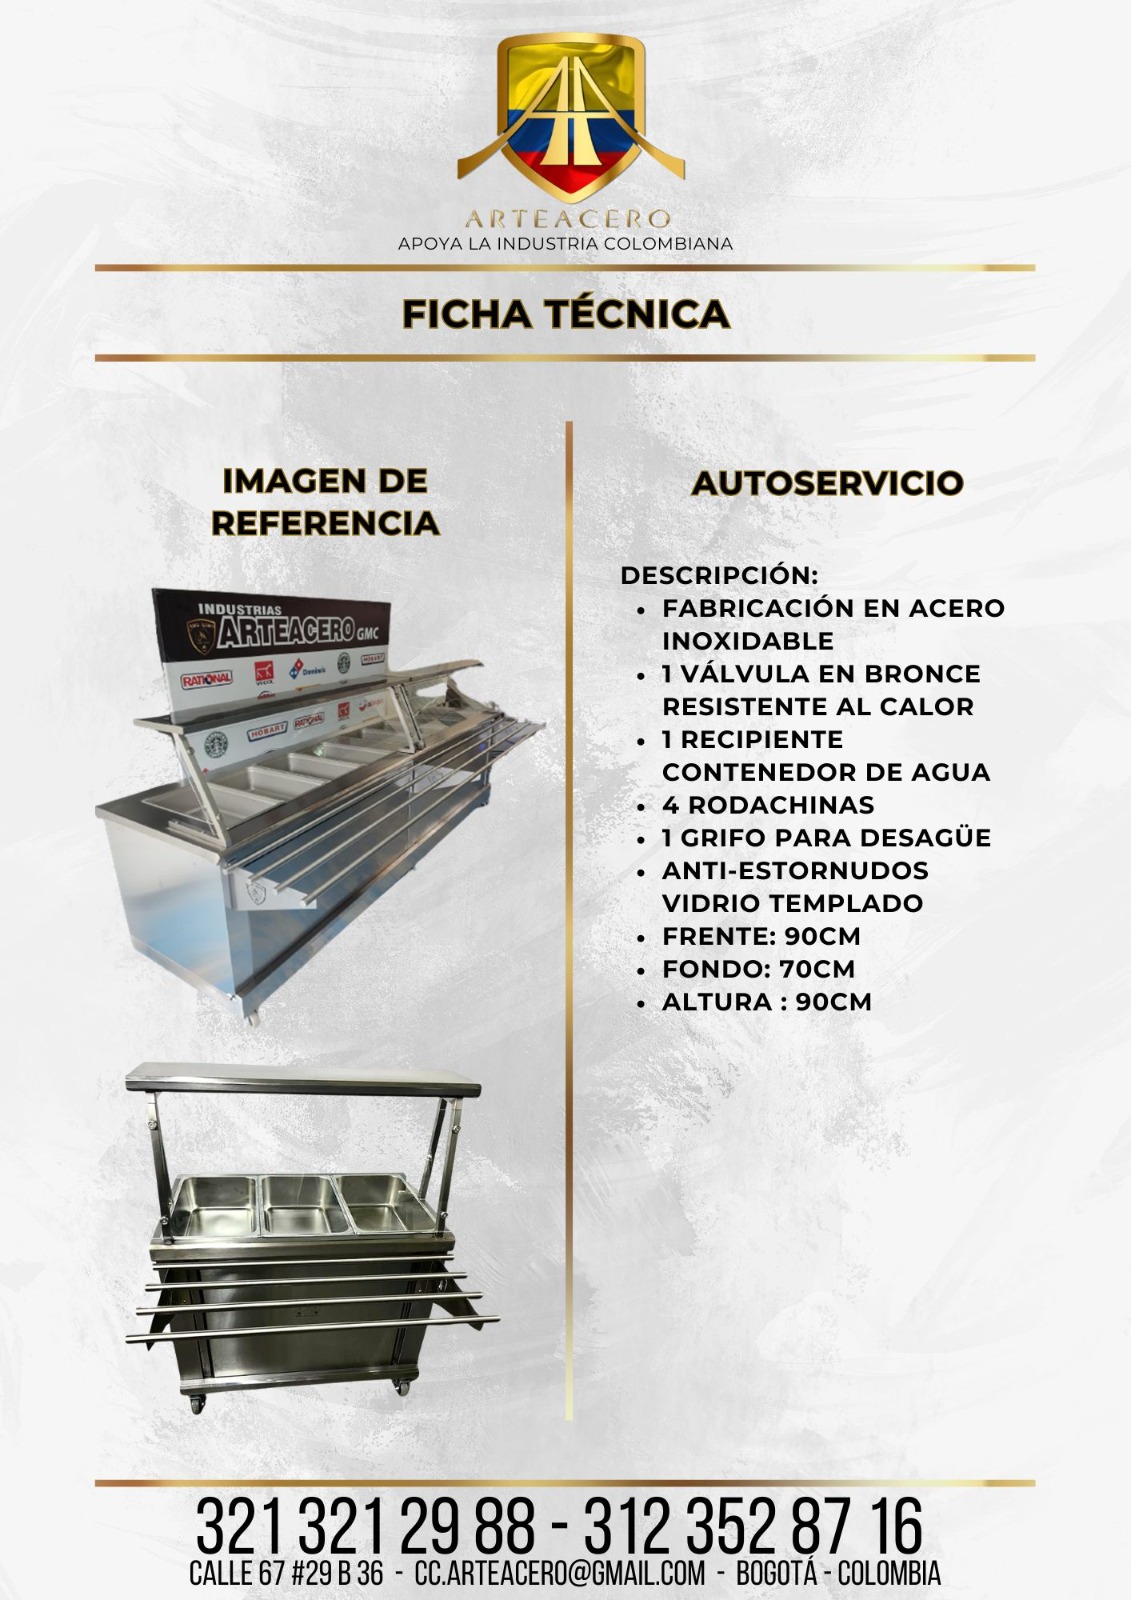 ARTEACERO
APOYA LA INDUSTRIA COLOMBIANA
FICHA TÉCNICA
IMAGEN DE
REFERENCIA
INDUSTRIAS
ARTEACERO GMC
RATIONAL
Domino's
HOBART
HOBART
RATIONAL
AUTOSERVICIO
DESCRIPCIÓN:
• FABRICACIÓN EN ACERO
INOXIDABLE
• 1 VÁLVULA EN BRONCE
RESISTENTE AL CALOR
• 1 RECIPIENTE
CONTENEDOR DE AGUA
• 4 RODACHINAS
• 1 GRIFO PARA DESAGÜE
• ANTI-ESTORNUDOS
VIDRIO TEMPLADO
• FRENTE: 90CM
• FONDO: 70CM
• ALTURA : 90CM
321 321 29 88 - 312 352 87 16
CALLE 67 #29 B 36 - CC.ARTEACERO@GMAIL.COM - BOGOTÁ - COLOMBIA